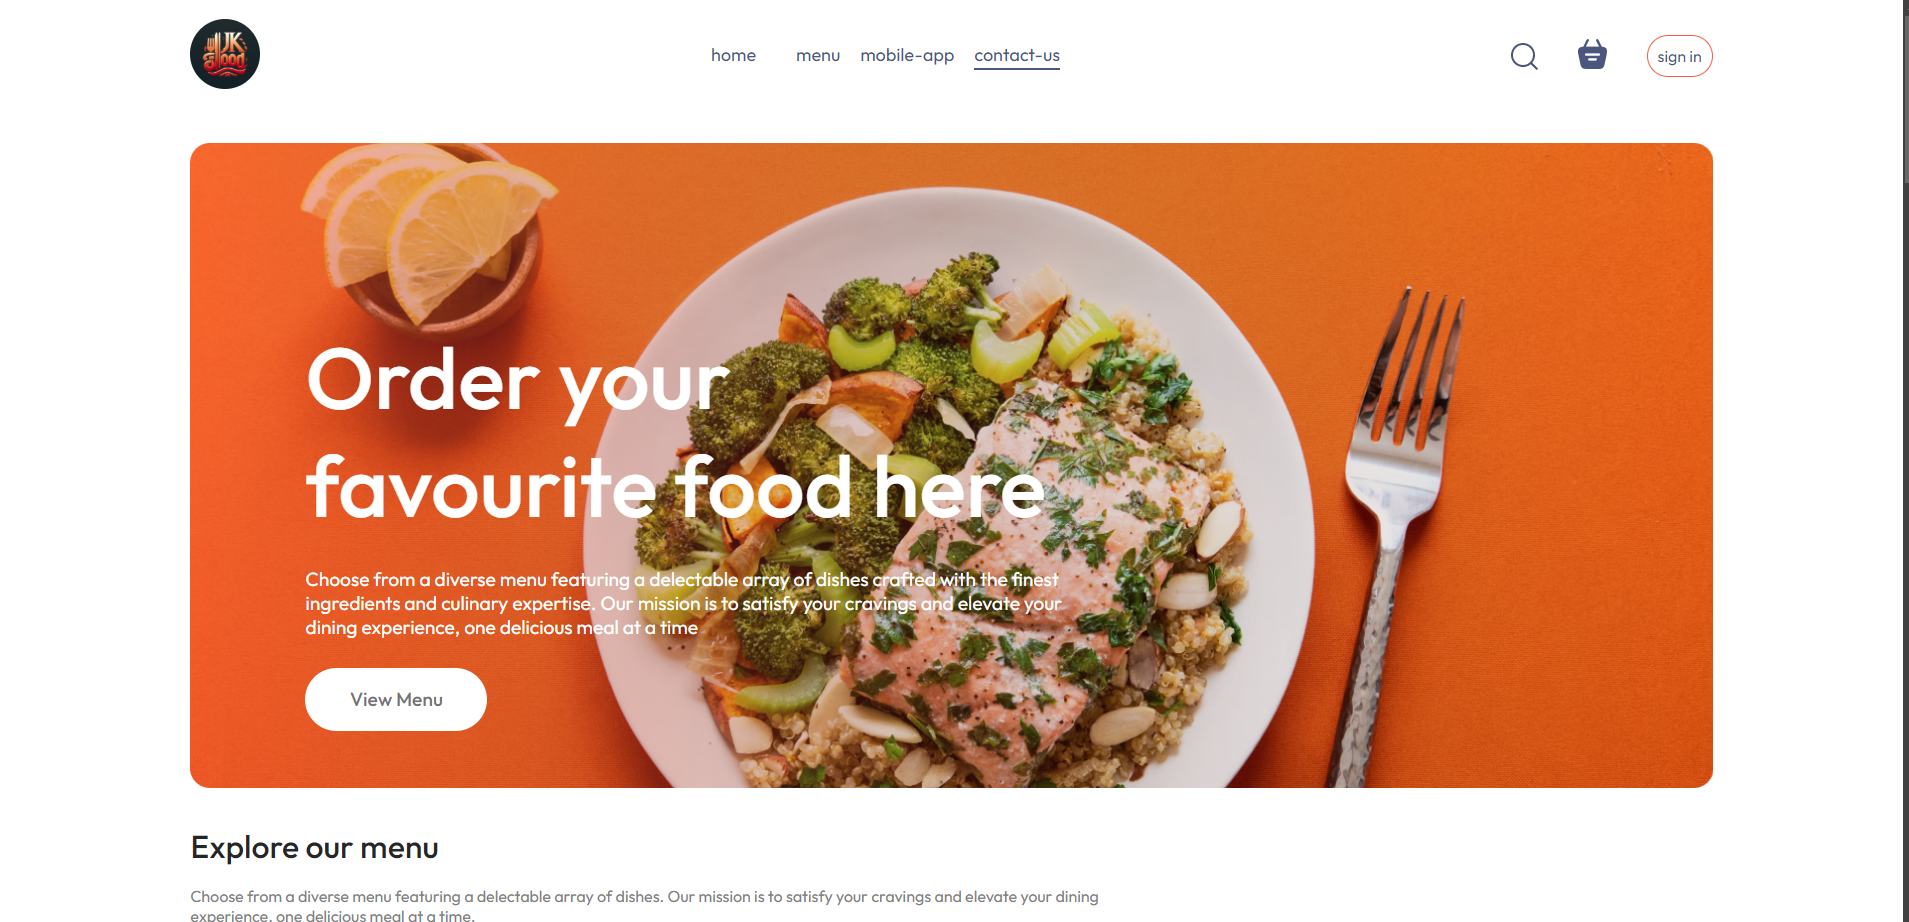 JK
Food
home menu mobile-app contact-us
sign in
Order your
favourite food here
Choose from a diverse menu featuring a delectable array of dishes crafted with the finest
ingredients and culinary expertise. Our mission is to satisfy your cravings and elevate your
dining experience, one delicious meal at a time
View Menu
Explore our menu
Choose from a diverse menu featuring a delectable array of dishes. Our mission is to satisfy your cravings and elevate your dining
experience, one delicious meal at a time.